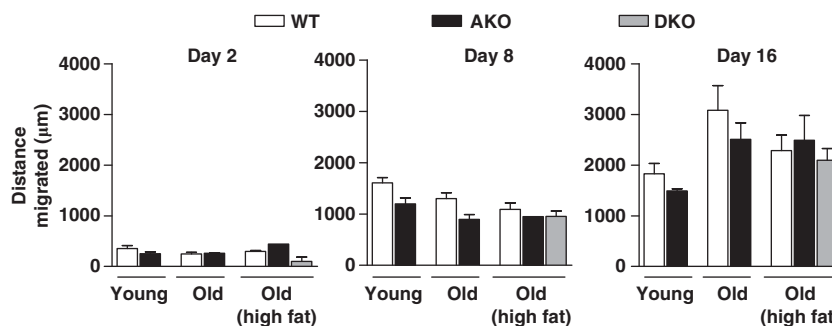 WT AKO DKO
Day 2 Day 8 Day 16
Distance
migrated (μm)
4000 4000 4000
3000 3000 3000
2000 2000 2000
1000 1000 1000
0 0 0
Young Old Old Young Old Old Young Old Old
(high fat) (high fat) (high fat)